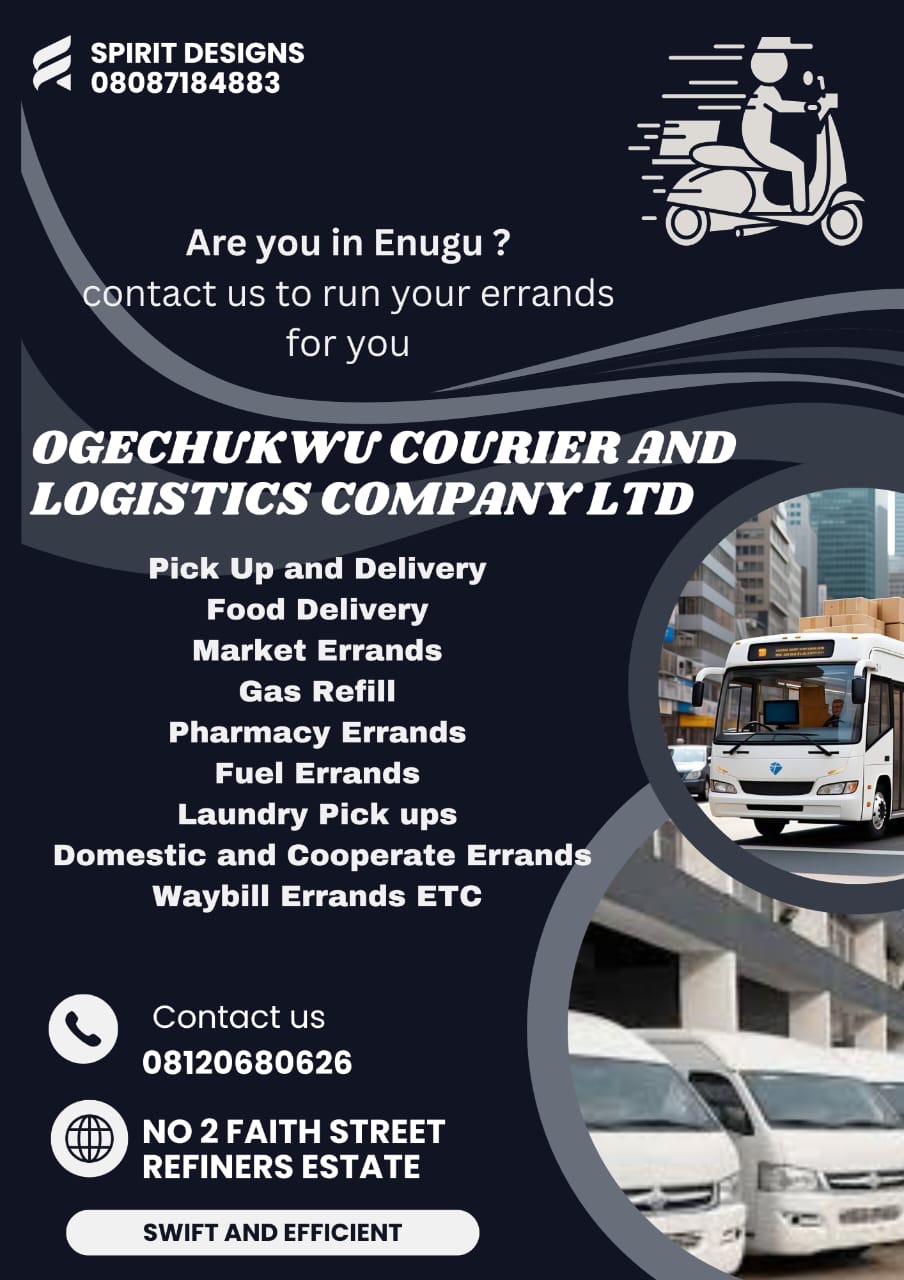 SPIRIT DESIGNS
08087184883
Are you in Enugu ?
contact us to run your errands
for you
OGECHUKWU COURIER AND
LOGISTICS COMPANY LTD
Pick Up and Delivery
Food Delivery
Market Errands
Gas Refill
Pharmacy Errands
Fuel Errands
Laundry Pick ups
Domestic and Cooperate Errands
Waybill Errands ETC
Contact us
08120680626
NO 2 FAITH STREET
REFINERS ESTATE
SWIFT AND EFFICIENT